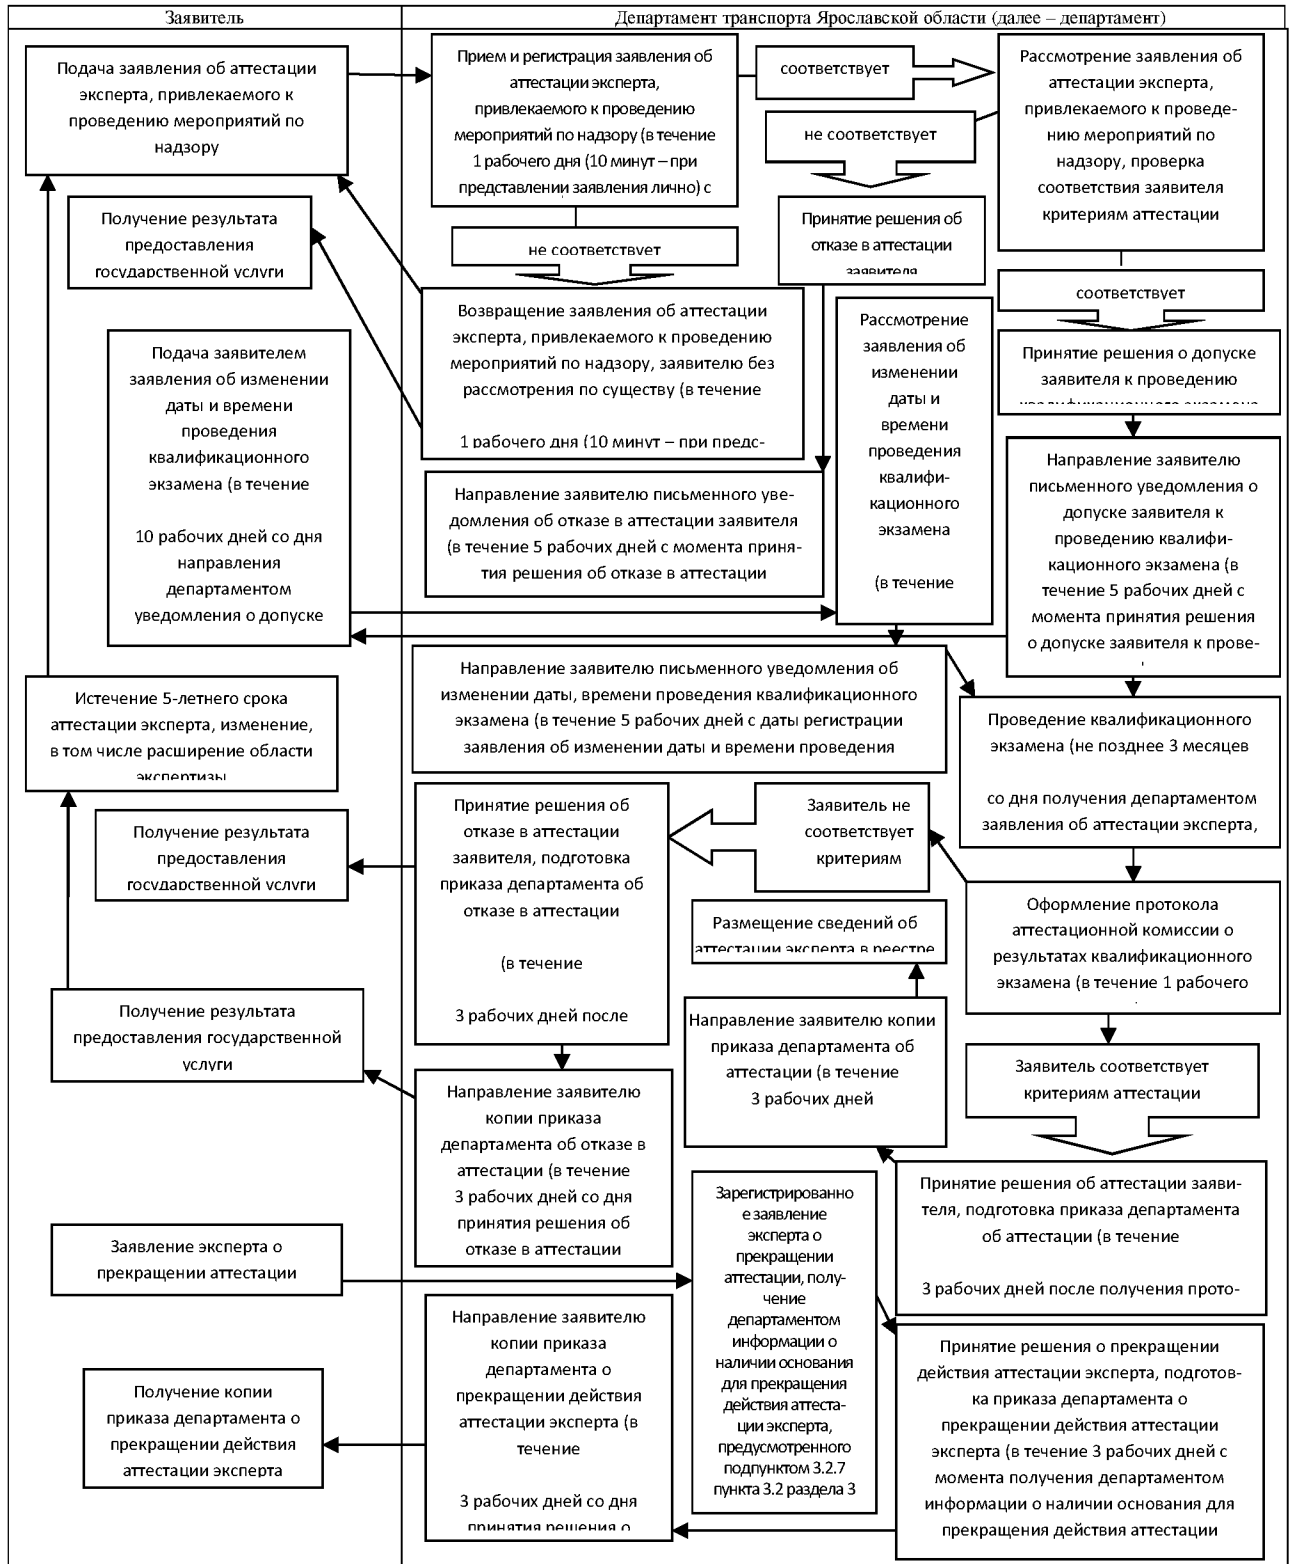 Заявитель
Департамент транспорта Ярославской области (далее – департамент)
Подача заявления об аттестации
эксперта, привлекаемого к
проведению мероприятий по
надзору
Прием и регистрация заявления об
аттестации эксперта,
привлекаемого к проведению
мероприятий по надзору (в течение
1 рабочего дня (10 минут – при
представлении заявления лично) с
соответствует
Рассмотрение заявления об
аттестации эксперта,
привлекаемого к проведе-
нию мероприятий по
надзору, проверка
соответствия заявителя
критериям аттестации
не соответствует
Получение результата
предоставления
государственной услуги
не соответствует
Принятие решения об
отказе в аттестации
заявителя
соответствует
Возвращение заявления об аттестации
эксперта, привлекаемого к проведению
мероприятий по надзору, заявителю без
рассмотрения по существу (в течение
1 рабочего дня (10 минут – при предс-
Рассмотрение
заявления об
изменении
даты и
времени
проведения
квалифи-
кационного
экзамена
(в течение
Принятие решения о допуске
заявителя к проведению
квалификационного экзамена
Подача заявителем
заявления об изменении
даты и времени
проведения
квалификационного
экзамена (в течение
10 рабочих дней со дня
направления
департаментом
уведомления о допуске
Направление заявителю письменного уве-
домления об отказе в аттестации заявителя
(в течение 5 рабочих дней с момента приня-
тия решения об отказе в аттестации
Направление заявителю
письменного уведомления о
допуске заявителя к
проведению квалифи-
кационного экзамена (в
течение 5 рабочих дней с
момента принятия решения
о допуске заявителя к прове-
Направление заявителю письменного уведомления об
изменении даты, времени проведения квалификационного
экзамена (в течение 5 рабочих дней с даты регистрации
заявления об изменении даты и времени проведения
Истечение 5-летнего срока
аттестации эксперта, изменение,
в том числе расширение области
экспертизы
Проведение квалификационного
экзамена (не позднее 3 месяцев
со дня получения департаментом
заявления об аттестации эксперта,
Получение результата
предоставления
государственной услуги
Принятие решения об
отказе в аттестации
заявителя, подготовка
приказа департамента об
отказе в аттестации
(в течение
3 рабочих дней после
Заявитель не
соответствует
критериям
Оформление протокола
аттестационной комиссии о
результатах квалификационного
экзамена (в течение 1 рабочего
Размещение сведений об
аттестации эксперта в реестре
Получение результата
предоставления государственной
услуги
Направление заявителю копии
приказа департамента об
аттестации (в течение
3 рабочих дней
Заявитель соответствует
критериям аттестации
Направление заявителю
копии приказа
департамента об отказе в
аттестации (в течение
3 рабочих дней со дня
принятия решения об
отказе в аттестации
Принятие решения об аттестации заяви-
теля, подготовка приказа департамента
об аттестации (в течение
3 рабочих дней после получения прото-
Заявление эксперта о
прекращении аттестации
Зарегистрированно
е заявление
эксперта о
прекращении
аттестации, полу-
чение
департаментом
информации о
наличии основания
для прекращения
действия аттеста-
ции эксперта,
предусмотренного
подпунктом 3.2.7
пункта 3.2 раздела 3
Направление заявителю
копии приказа
департамента о
прекращении действия
аттестации эксперта (в
течение
3 рабочих дней со дня
принятия решения о
Принятие решения о прекращении
действия аттестации эксперта, подготов-
ка приказа департамента о
прекращении действия аттестации
эксперта (в течение 3 рабочих дней с
момента получения департаментом
информации о наличии основания для
прекращения действия аттестации
Получение копии
приказа департамента о
прекращении действия
аттестации эксперта